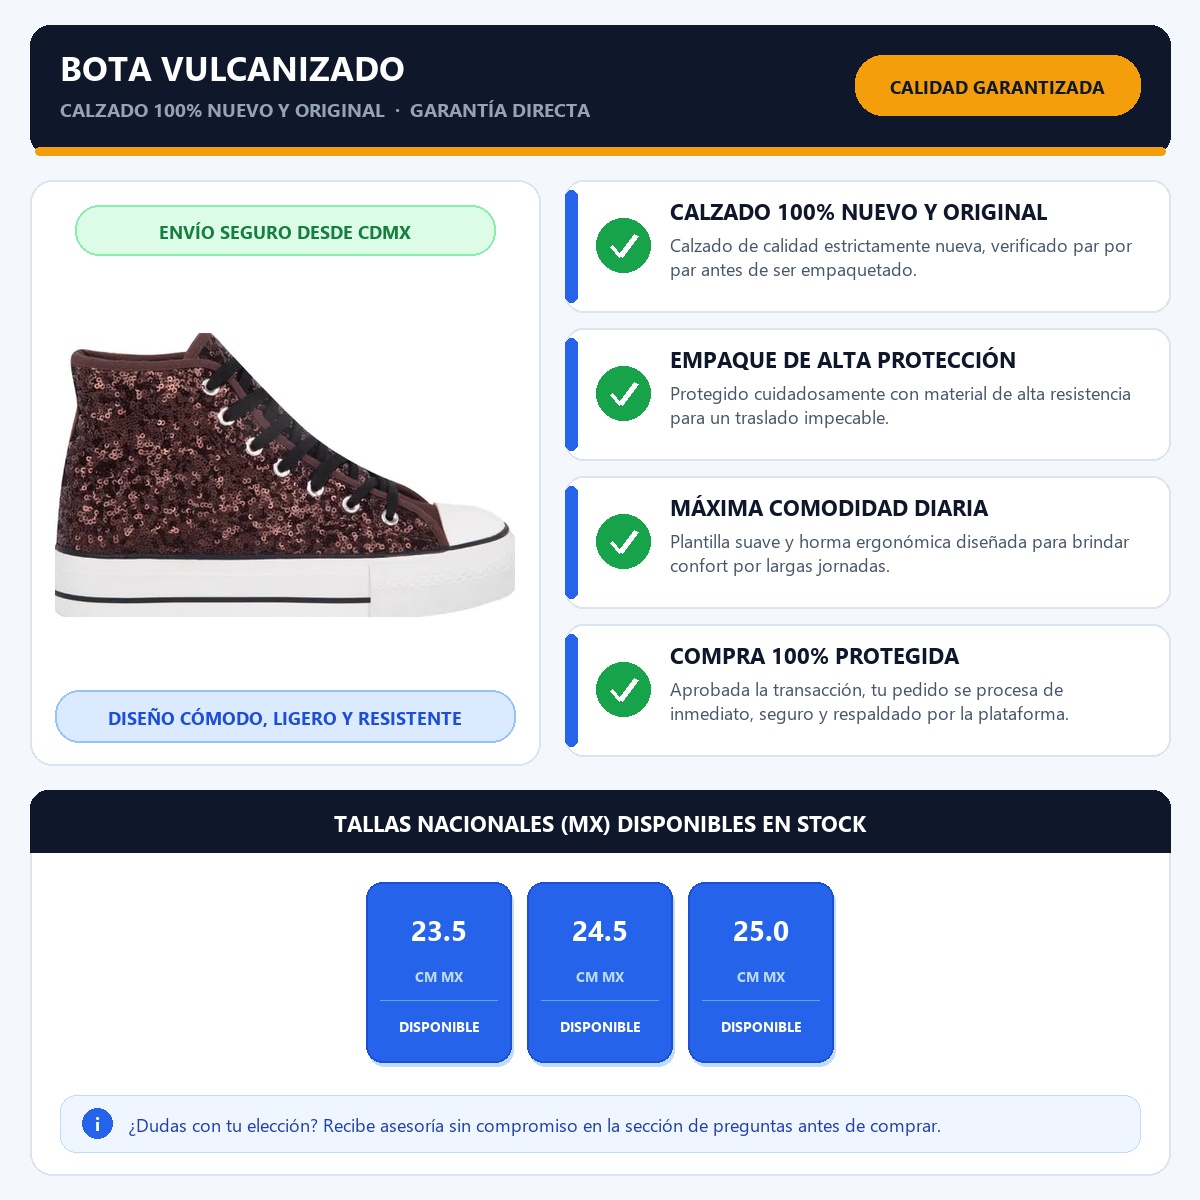 BOTA VULCANIZADO
CALZADO 100% NUEVO Y ORIGINAL · GARANTÍA DIRECTA
CALIDAD GARANTIZADA
ENVÍO SEGURO DESDE CDMX
DISEÑO CÓMODO, LIGERO Y RESISTENTE
CALZADO 100% NUEVO Y ORIGINAL
Calzado de calidad estrictamente nueva, verificado par por
par antes de ser empaquetado.
EMPAQUE DE ALTA PROTECCIÓN
Protegido cuidadosamente con material de alta resistencia
para un traslado impecable.
MÁXIMA COMODIDAD DIARIA
Plantilla suave y horma ergonómica diseñada para brindar
confort por largas jornadas.
COMPRA 100% PROTEGIDA
Aprobada la transacción, tu pedido se procesa de
inmediato, seguro y respaldado por la plataforma.
TALLAS NACIONALES (MX) DISPONIBLES EN STOCK
23.5
CM MX
DISPONIBLE
24.5
CM MX
DISPONIBLE
25.0
CM MX
DISPONIBLE
¿Dudas con tu elección? Recibe asesoría sin compromiso en la sección de preguntas antes de comprar.